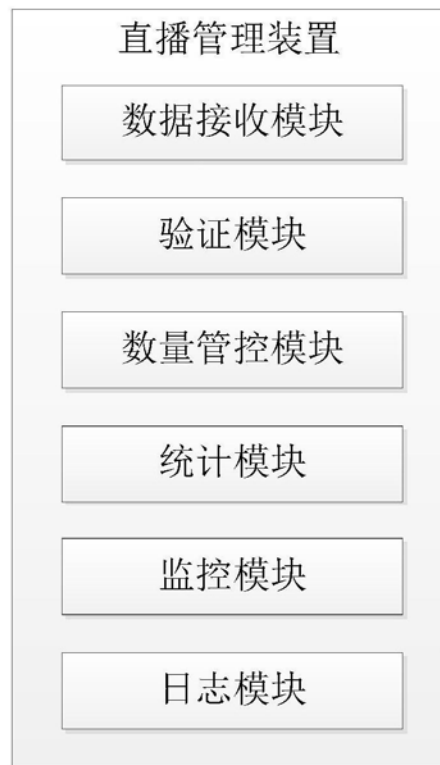 直播管理装置
数据接收模块
验证模块
数量管控模块
统计模块
监控模块
日志模块